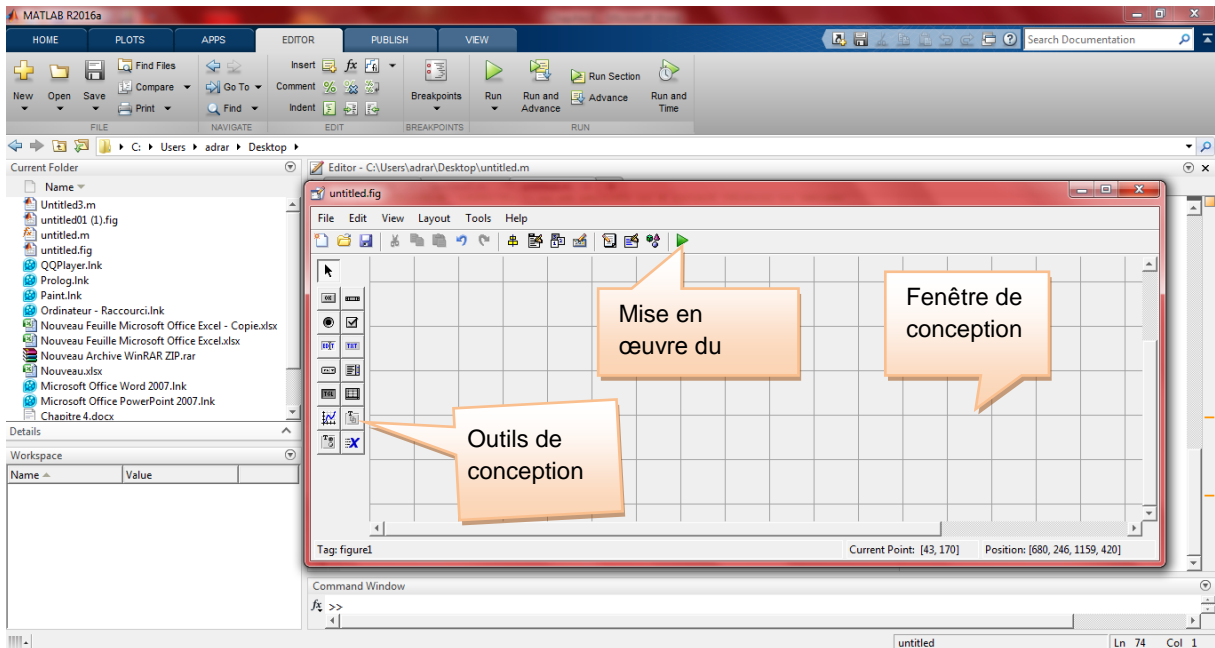 MATLAB R2016a
HOME PLOTS APPS EDITOR PUBLISH VIEW
Search Documentation
New Open Save
Find Files
Compare
Print
FILE
Go To
Find
NAVIGATE
Insert
Comment
Indent
EDIT
Breakpoints
BREAKPOINTS
Run
Run and Advance
Run Section
Advance
Run and Time
RUN
C: Users adrar Desktop
Current Folder
Name
Untitled3.m
untitled01 (1).fig
untitled.m
untitled.fig
QQPlayer.lnk
Prolog.lnk
Paint.lnk
Ordinateur - Raccourci.lnk
Nouveau Feuille Microsoft Office Excel - Copie.xlsx
Nouveau Feuille Microsoft Office Excel.xlsx
Nouveau Archive WinRAR ZIP.rar
Nouveau.xlsx
Microsoft Office Word 2007.lnk
Microsoft Office PowerPoint 2007.lnk
Chapitre 4.docx
Details
Workspace
Name Value
Editor - C:\Users\adrar\Desktop\untitled.m
untitled.fig
File Edit View Layout Tools Help
OK
EDIT TXT
TGL
Mise en
œuvre du
Fenêtre de
conception
Outils de
conception
Tag: figure1
Current Point: [43, 170]
Position: [680, 246, 1159, 420]
Command Window
fx >>
untitled
Ln 74 Col 1